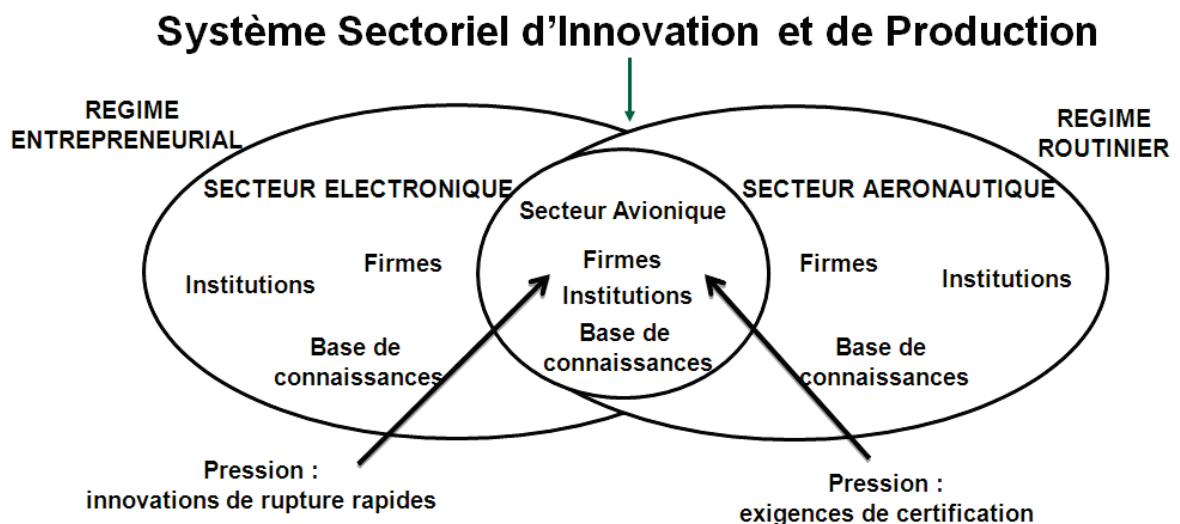 Système Sectoriel d'Innovation et de Production
REGIME
ENTREPRENEURIAL
REGIME
ROUTINIER
SECTEUR ELECTRONIQUE
SECTEUR AERONAUTIQUE
Secteur Avionique
Institutions
Firmes
Base de
connaissances
Firmes
Institutions
Base de
connaissances
Firmes
Institutions
Base de
connaissances
Pression :
innovations de rupture rapides
Pression :
exigences de certification